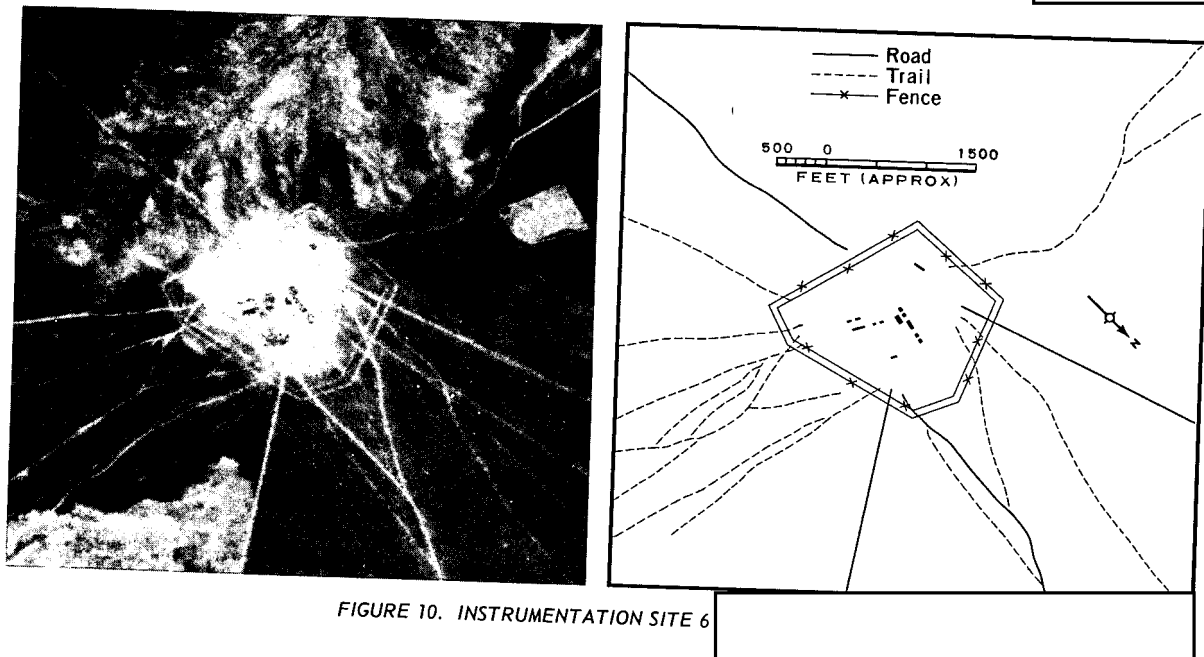 Road
Trail
Fence
500 0 1500
FEET (APPROX)
N
FIGURE 10. INSTRUMENTATION SITE 6